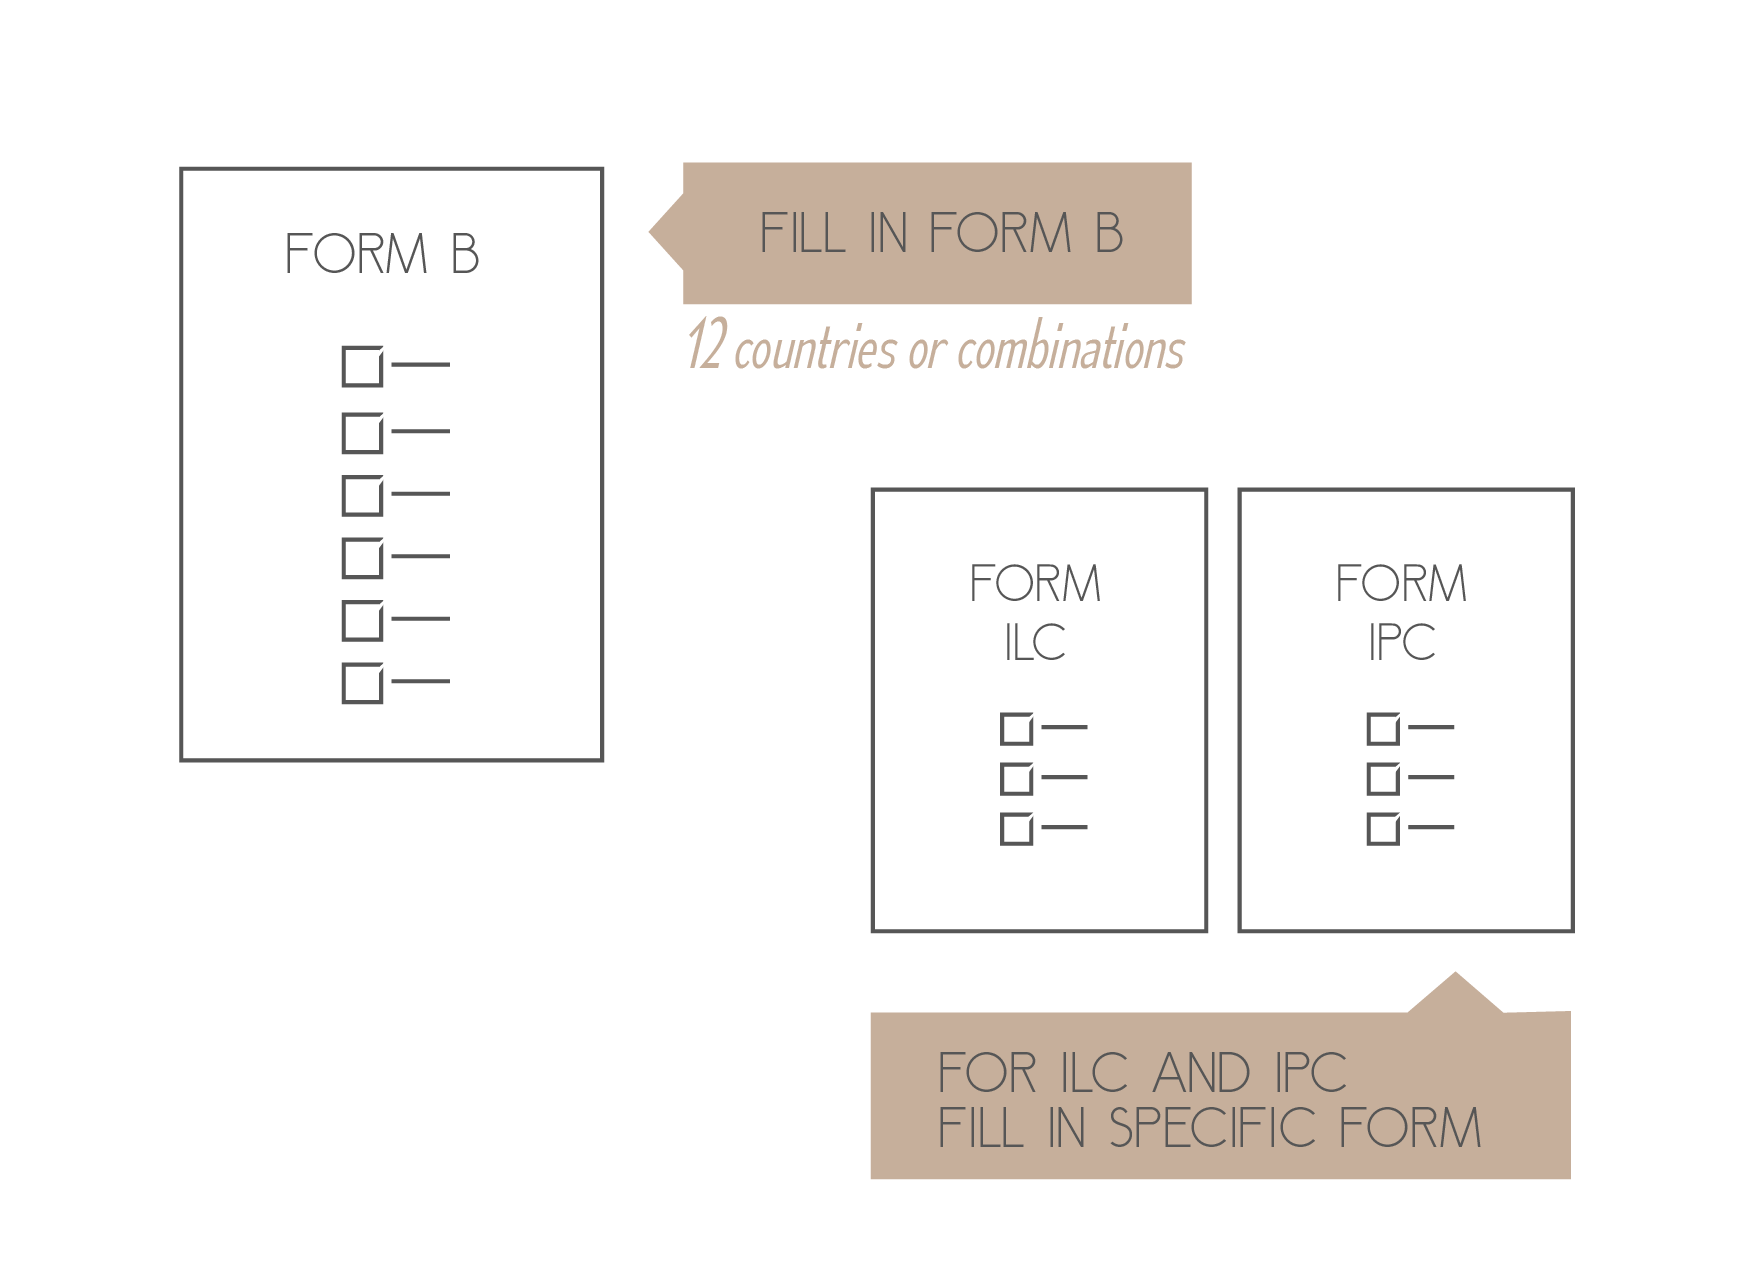 FORM B
FILL IN FORM B
12 countries or combinations
FORM
ILC
FORM
IPC
FOR ILC AND IPC
FILL IN SPECIFIC FORM